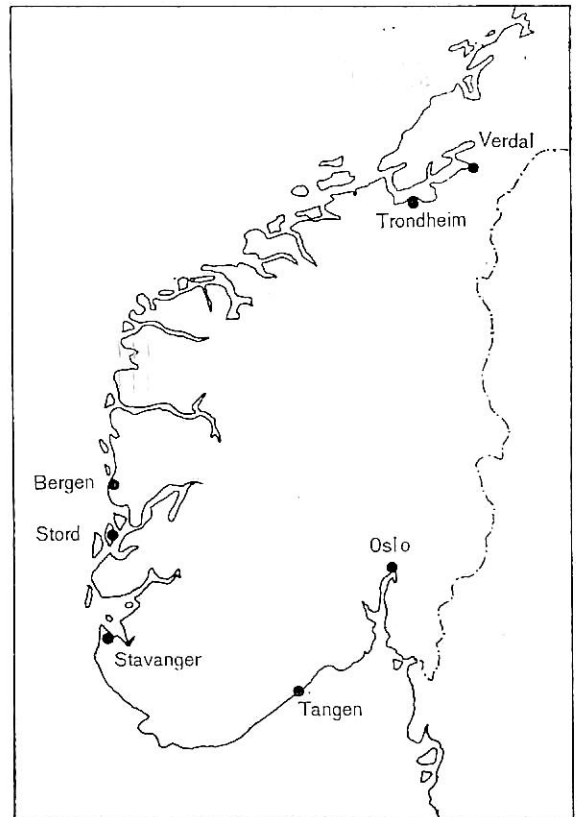 Verdal
Trondheim
Bergen
Stord
Oslo
Stavanger
Tangen